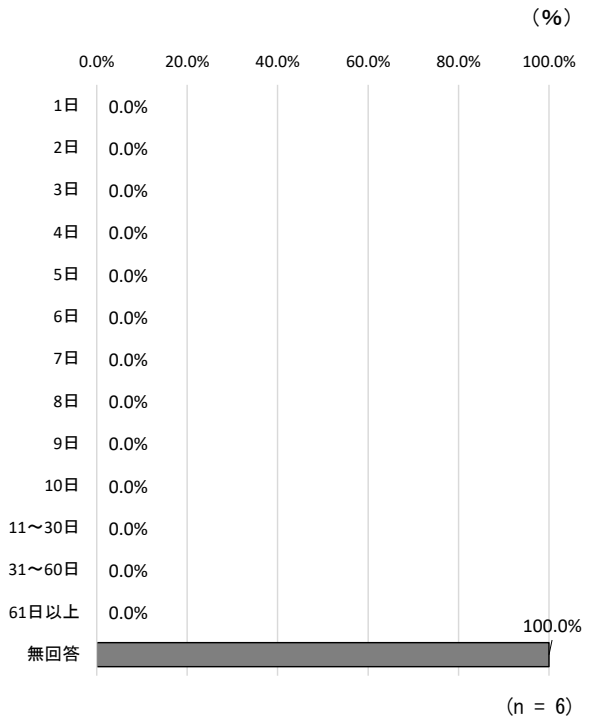 （%）
0.0% 20.0% 40.0% 60.0% 80.0% 100.0%
1日 0.0%
2日 0.0%
3日 0.0%
4日 0.0%
5日 0.0%
6日 0.0%
7日 0.0%
8日 0.0%
9日 0.0%
10日 0.0%
11～30日 0.0%
31～60日 0.0%
61日以上 0.0%
無回答 100.0%
(n = 6)